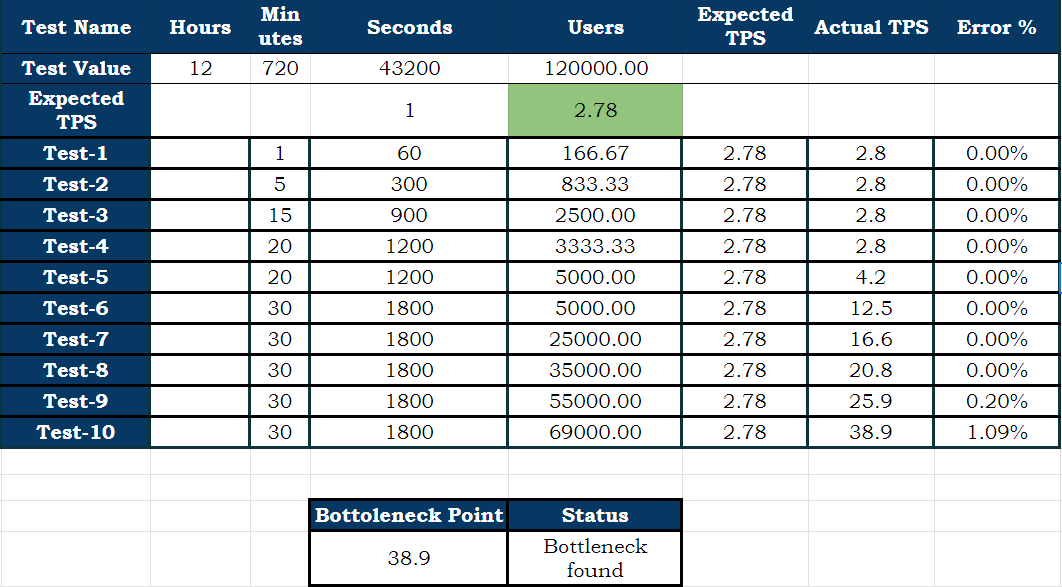 Test Name Hours Min utes Seconds Users Expected TPS Actual TPS Error %
Test Value 12 720 43200 120000.00
Expected TPS 1 2.78
Test-1 1 60 166.67 2.78 2.8 0.00%
Test-2 5 300 833.33 2.78 2.8 0.00%
Test-3 15 900 2500.00 2.78 2.8 0.00%
Test-4 20 1200 3333.33 2.78 2.8 0.00%
Test-5 20 1200 5000.00 2.78 4.2 0.00%
Test-6 30 1800 5000.00 2.78 12.5 0.00%
Test-7 30 1800 25000.00 2.78 16.6 0.00%
Test-8 30 1800 35000.00 2.78 20.8 0.00%
Test-9 30 1800 55000.00 2.78 25.9 0.20%
Test-10 30 1800 69000.00 2.78 38.9 1.09%
Bottoleneck Point Status
38.9 Bottleneck found